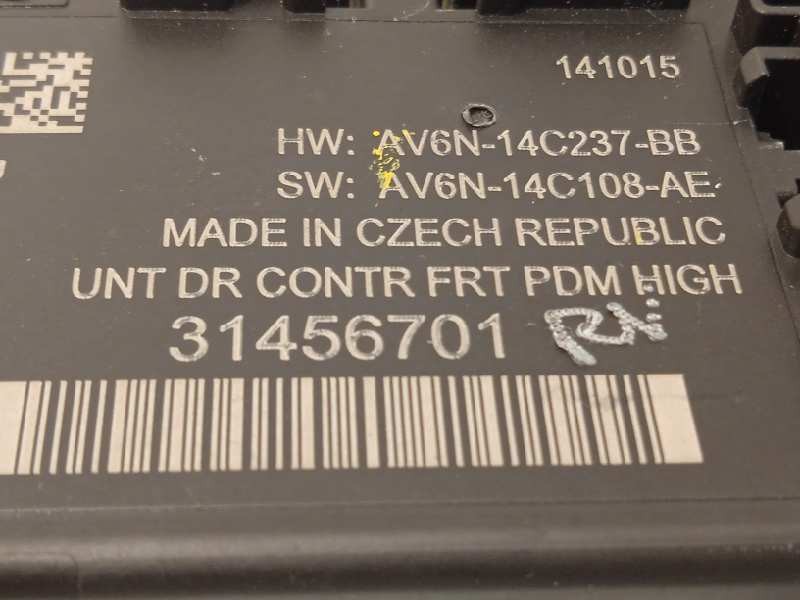 141015
HW: AV6N-14C237-BB
SW: AV6N-14C108-AE
MADE IN CZECH REPUBLIC
UNT DR CONTR FRT PDM HIGH
31456701